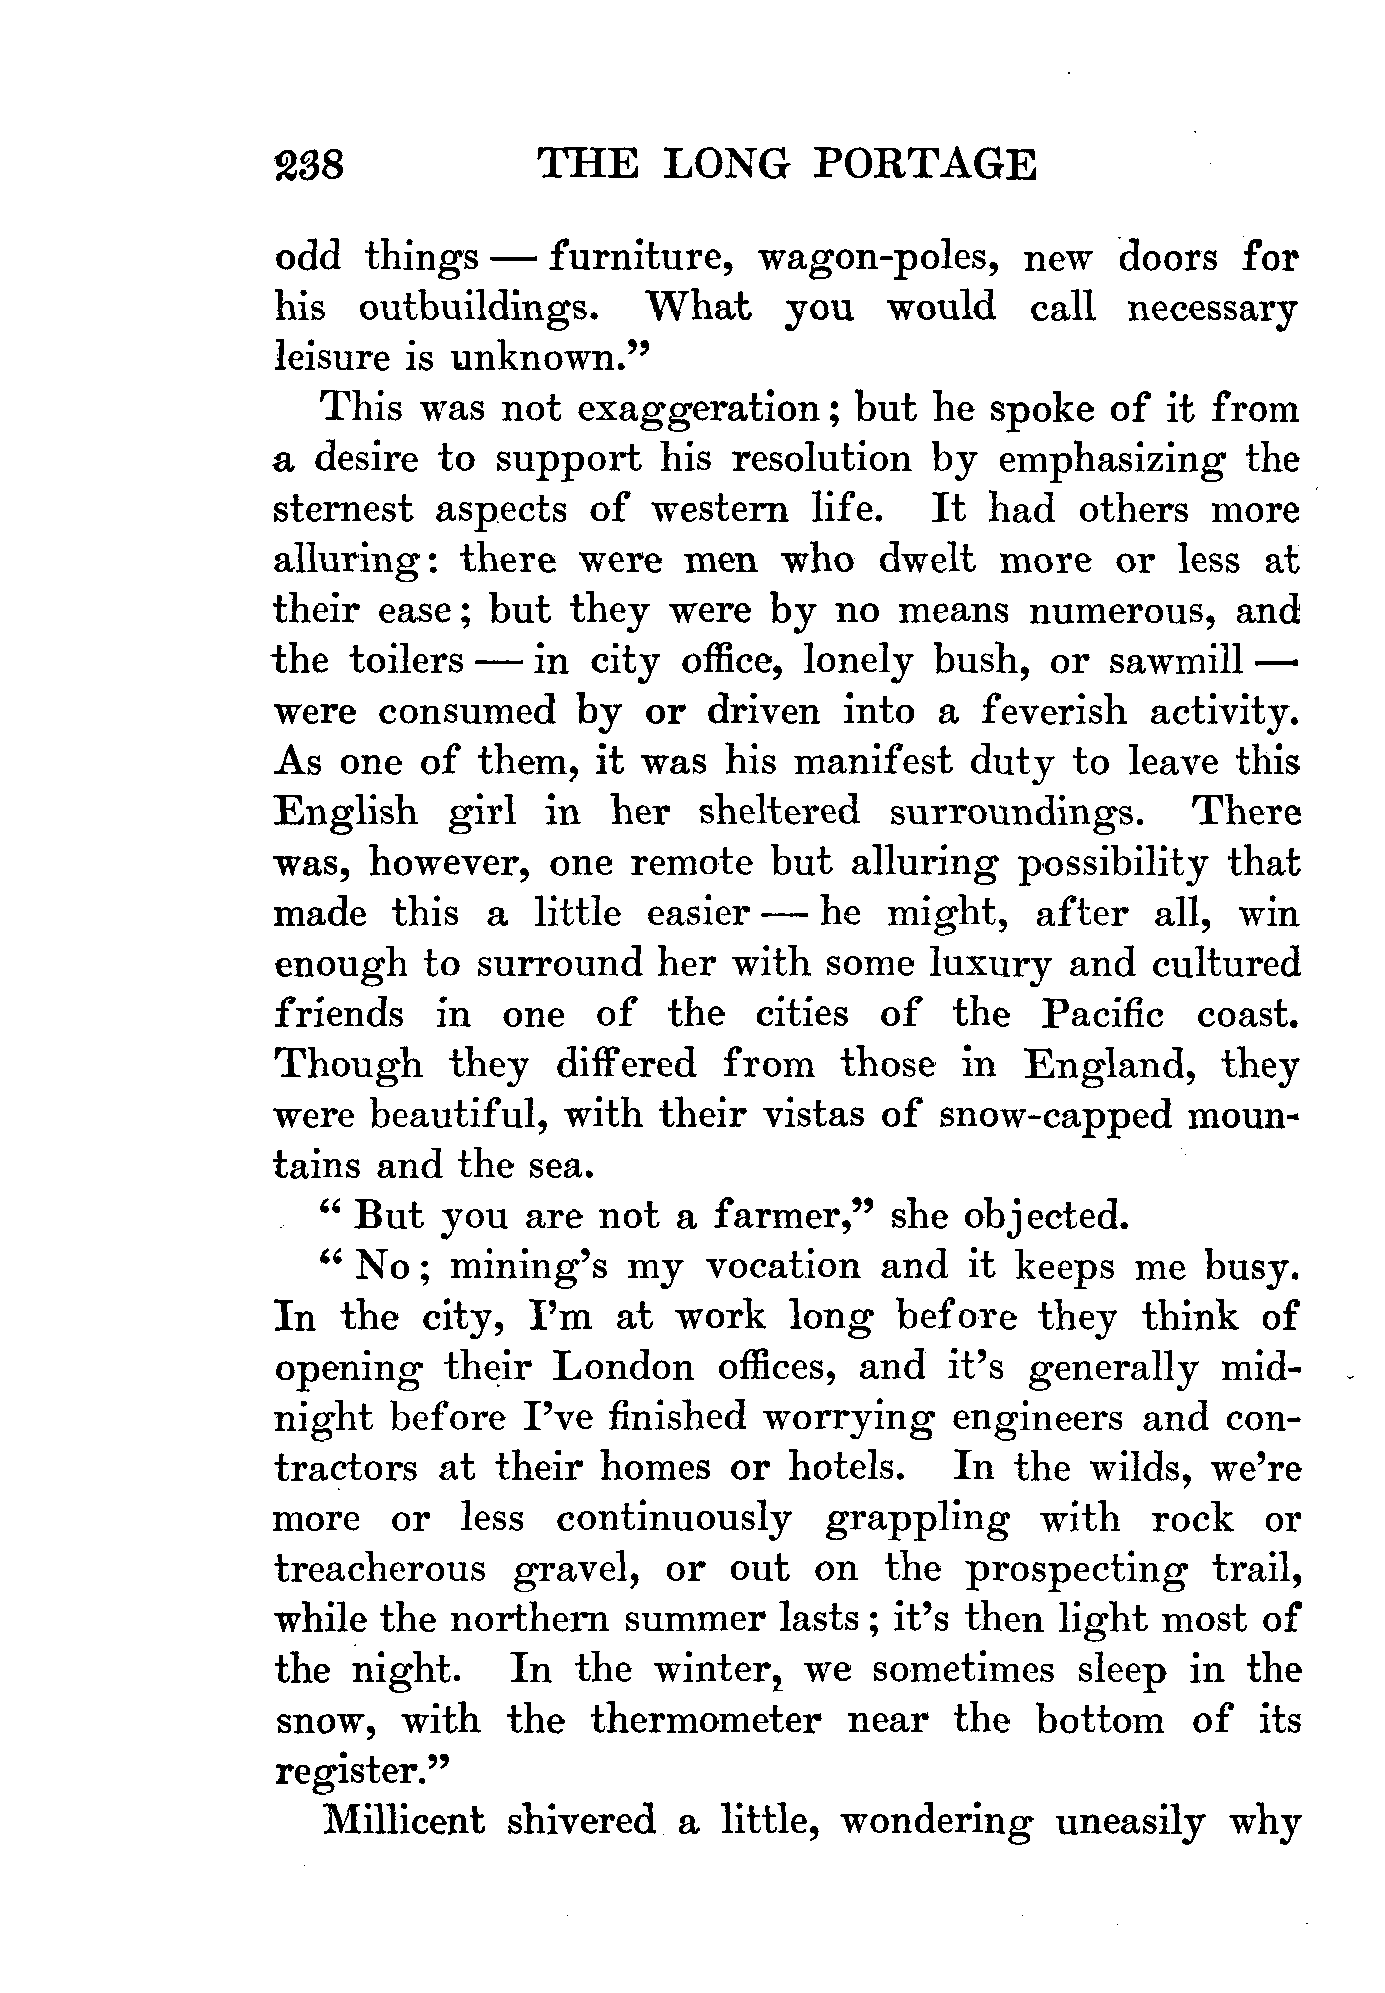 238 THE LONG PORTAGE
odd things — furniture, wagon-poles, new doors for
his outbuildings. What you would call necessary
leisure is unknown.”
This was not exaggeration; but he spoke of it from
a desire to support his resolution by emphasizing the
sternest aspects of western life. It had others more
alluring: there were men who dwelt more or less at
their ease; but they were by no means numerous, and
the toilers — in city office, lonely bush, or sawmill —
were consumed by or driven into a feverish activity.
As one of them, it was his manifest duty to leave this
English girl in her sheltered surroundings. There
was, however, one remote but alluring possibility that
made this a little easier — he might, after all, win
enough to surround her with some luxury and cultured
friends in one of the cities of the Pacific coast.
Though they differed from those in England, they
were beautiful, with their vistas of snow-capped moun-
tains and the sea.
“But you are not a farmer,” she objected.
“No; mining’s my vocation and it keeps me busy.
In the city, I’m at work long before they think of
opening their London offices, and it’s generally mid-
night before I’ve finished worrying engineers and con-
tractors at their homes or hotels. In the wilds, we’re
more or less continuously grappling with rock or
treacherous gravel, or out on the prospecting trail,
while the northern summer lasts; it’s then light most of
the night. In the winter, we sometimes sleep in the
snow, with the thermometer near the bottom of its
register.”
Millicent shivered a little, wondering uneasily why